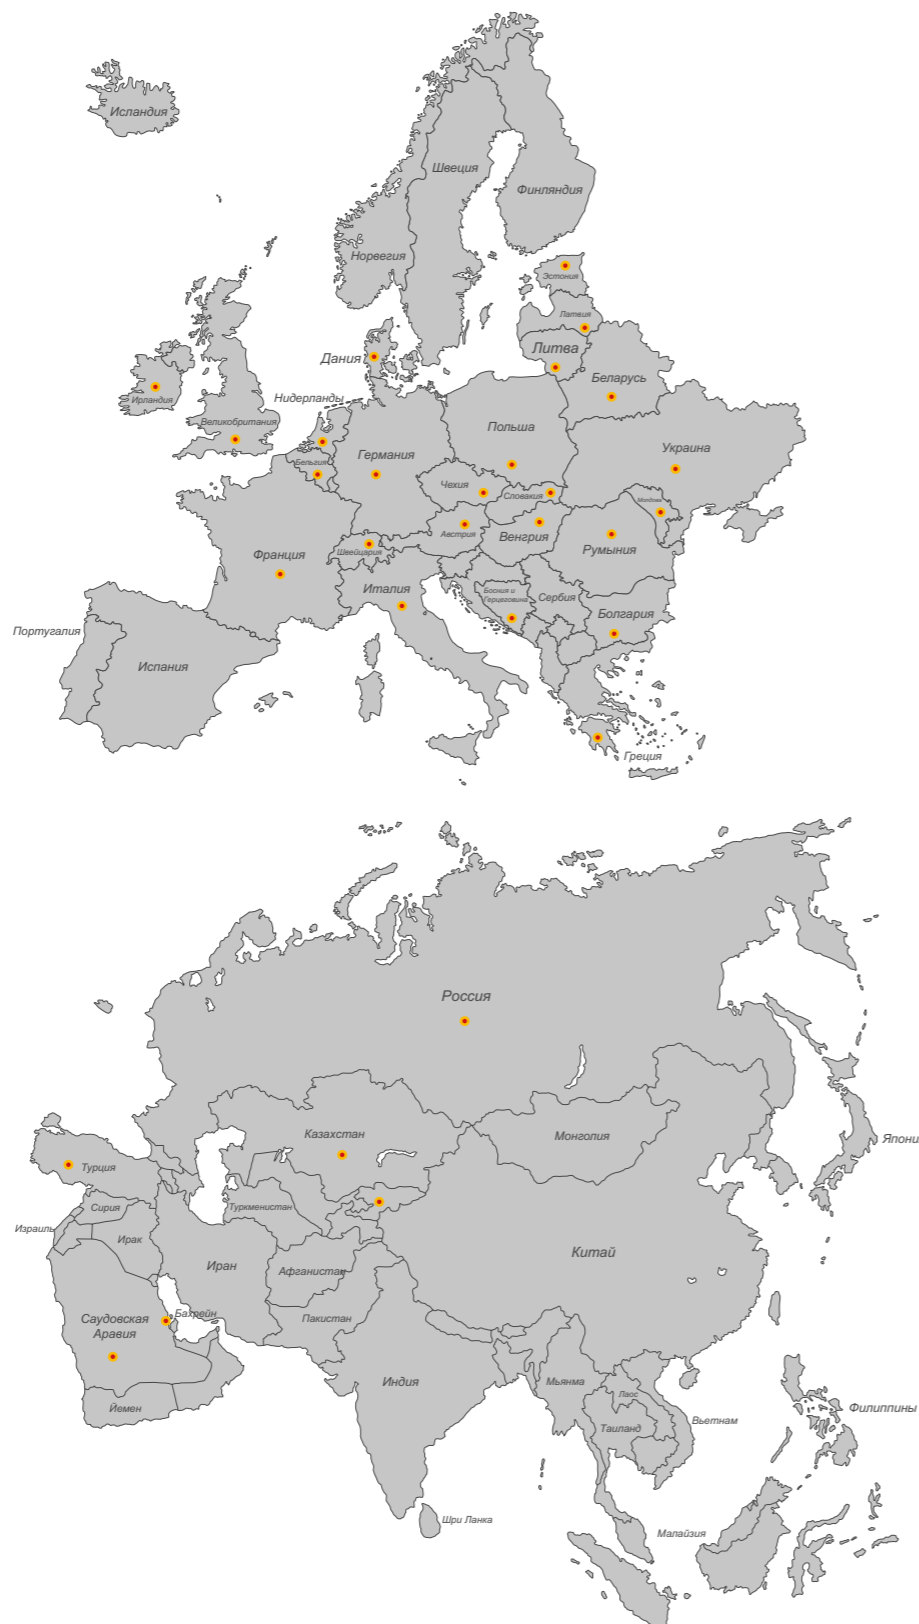 Исландия
Швеция
Финляндия
Норвегия
Эстония
Латвия
Литва
Дания
Беларусь
Нидерланды
Ирландия
Великобритания
Польша
Украина
Германия
Бельгия
Чехия
Словакия
Молдова
Австрия
Венгрия
Румыния
Швейцария
Франция
Италия
Босния и
Герцеговина
Сербия
Болгария
Португалия
Испания
Греция
Россия
Казахстан
Монголия
Япони
Турция
Сирия
Туркменистан
Израиль
Ирак
Иран
Афганистан
Китай
Бахрейн
Саудовская
Аравия
Пакистан
Индия
Мьянма
Лаос
Йемен
Таиланд
Вьетнам
Филиппины
Шри Ланка
Малайзия